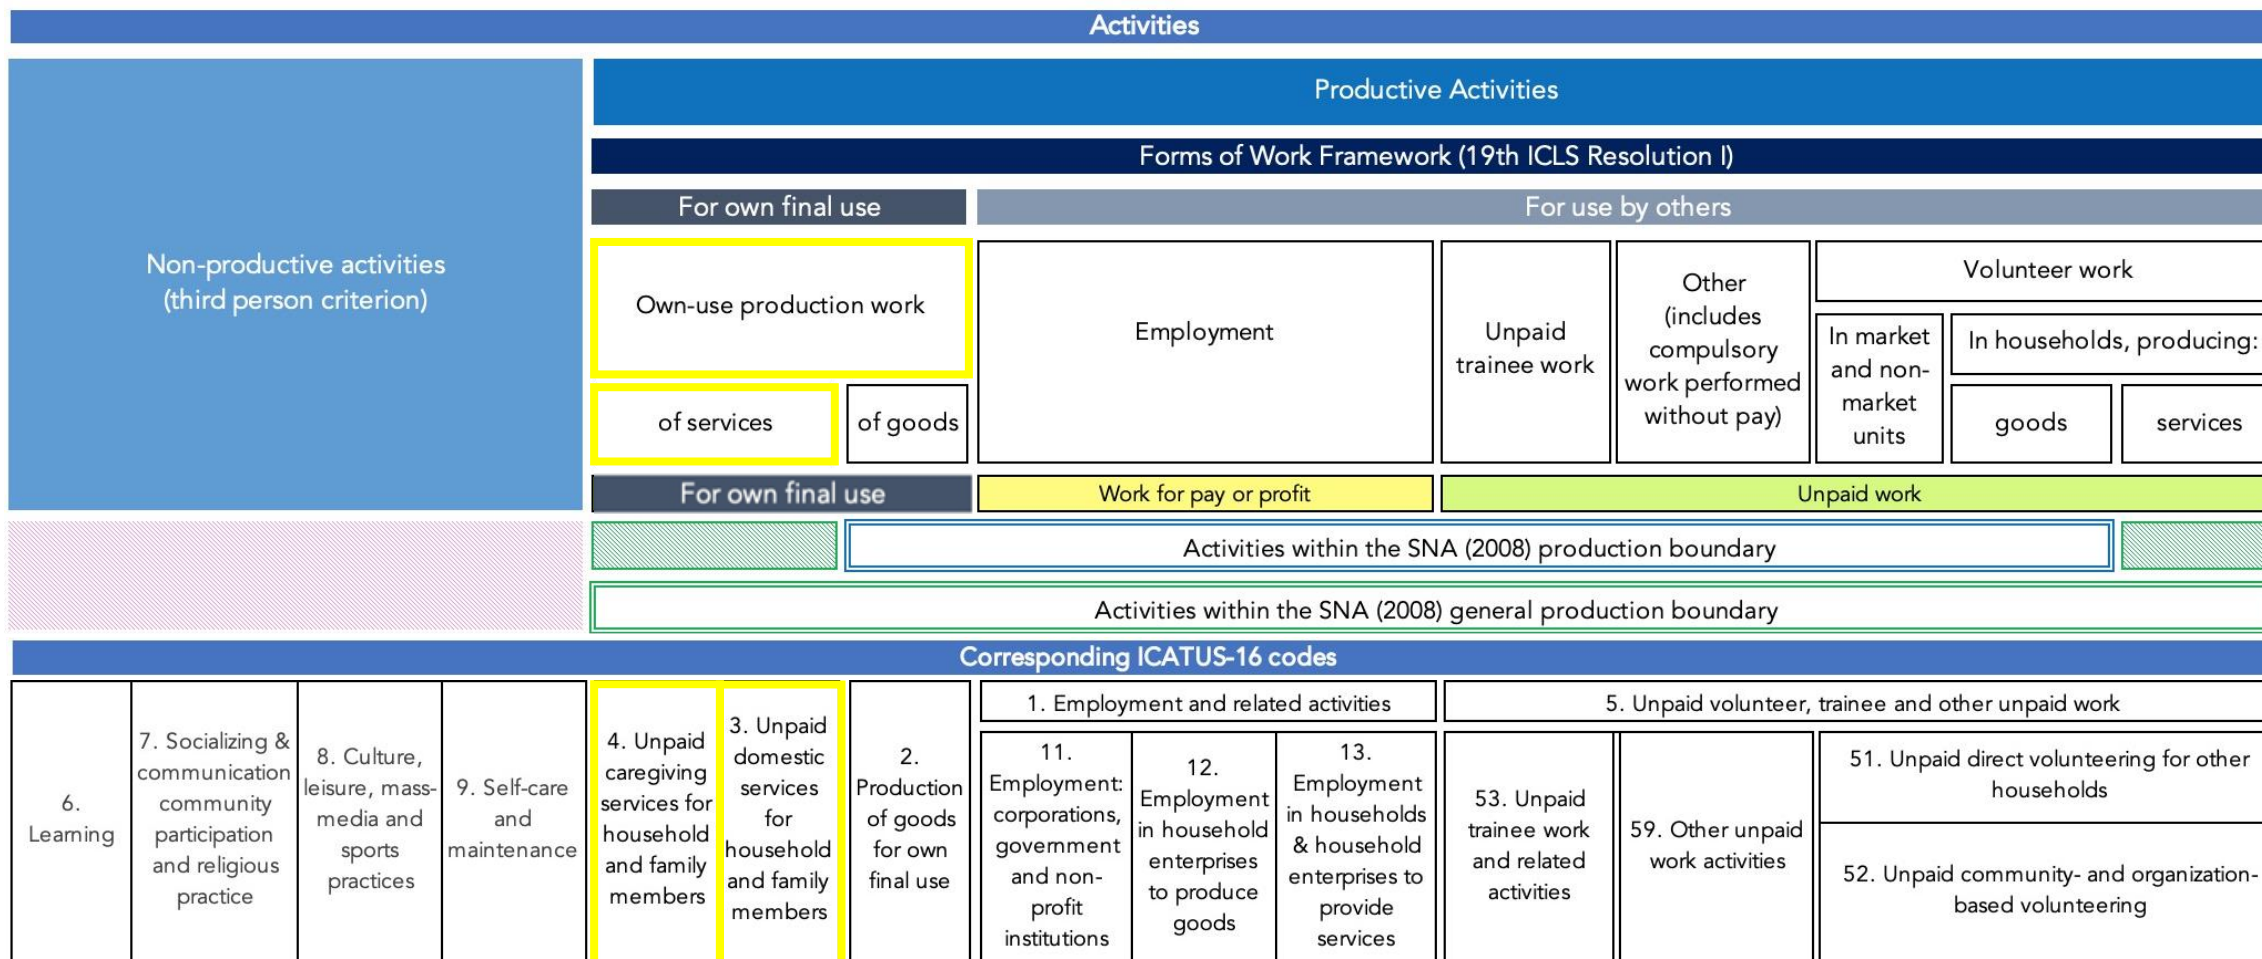 Activities
Productive Activities
Forms of Work Framework (19th ICLS Resolution I)
For own final use
For use by others
Non-productive activities
(third person criterion)
Own-use production work
of services
of goods
Employment
Unpaid
trainee work
Other
(includes
compulsory
work performed
without pay)
Volunteer work
In market
and non-
market
units
In households, producing:
goods
services
For own final use
Work for pay or profit
Unpaid work
Activities within the SNA (2008) production boundary
Activities within the SNA (2008) general production boundary
Corresponding ICATUS-16 codes
6.
Learning
7. Socializing &
communication
community
participation
and religious
practice
8. Culture,
leisure, mass-
media and
sports
practices
9. Self-care
and
maintenance
4. Unpaid
caregiving
services for
household
and family
members
3. Unpaid
domestic
services
for
household
and family
members
2.
Production
of goods
for own
final use
1. Employment and related activities
11.
Employment:
corporations,
government
and non-
profit
institutions
12.
Employment
in household
enterprises
to produce
goods
13.
Employment
in households
& household
enterprises to
provide
services
5. Unpaid volunteer, trainee and other unpaid work
53. Unpaid
trainee work
and related
activities
59. Other unpaid
work activities
51. Unpaid direct volunteering for other
households
52. Unpaid community- and organization-
based volunteering